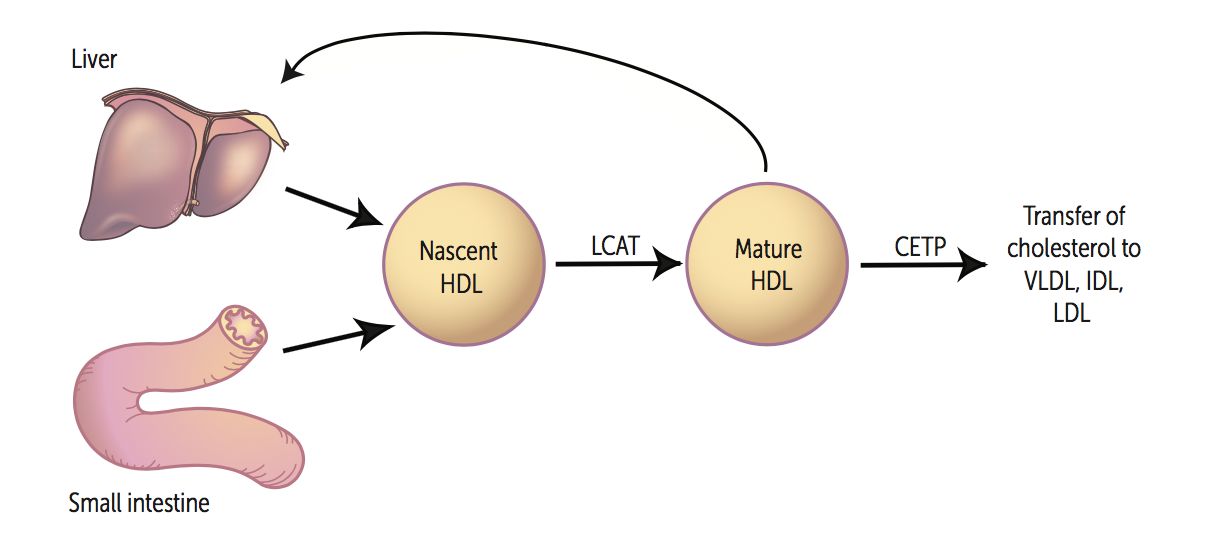 Liver
Nascent
HDL
LCAT
Mature
HDL
CETP
Transfer of
cholesterol to
VLDL, IDL,
LDL
Small intestine